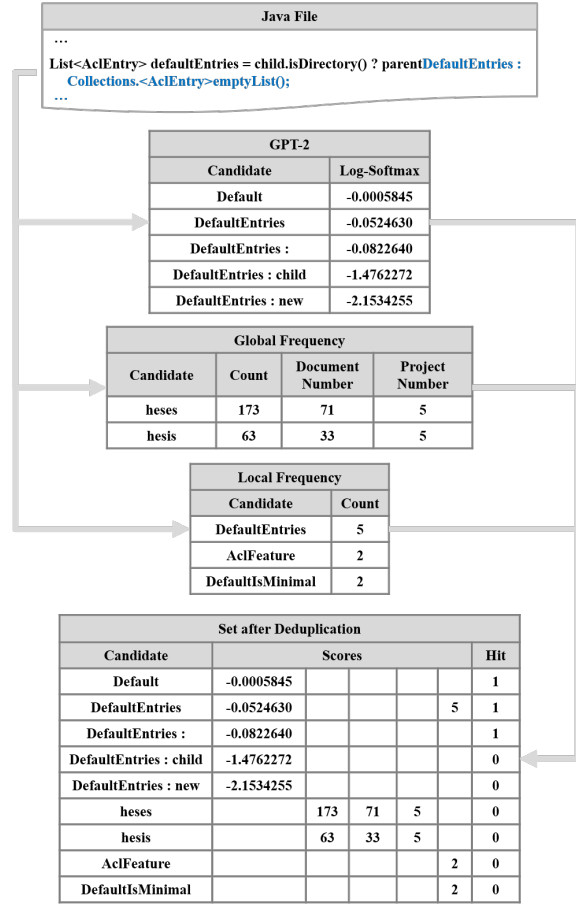 Java File
...
List<AclEntry> defaultEntries = child.isDirectory() ? parentDefaultEntries :
Collections.<AclEntry>emptyList();
...
GPT-2
Candidate Log-Softmax
Default -0.0005845
DefaultEntries -0.0524630
DefaultEntries : -0.0822640
DefaultEntries : child -1.4762272
DefaultEntries : new -2.1534255
Global Frequency
Candidate Count Document Number Project Number
heses 173 71 5
hesis 63 33 5
Local Frequency
Candidate Count
DefaultEntries 5
AclFeature 2
DefaultIsMinimal 2
Set after Deduplication
Candidate Scores Hit
Default -0.0005845 1
DefaultEntries -0.0524630 5 1
DefaultEntries : -0.0822640 1
DefaultEntries : child -1.4762272 0
DefaultEntries : new -2.1534255 0
heses 173 71 5 0
hesis 63 33 5 0
AclFeature 2 0
DefaultIsMinimal 2 0